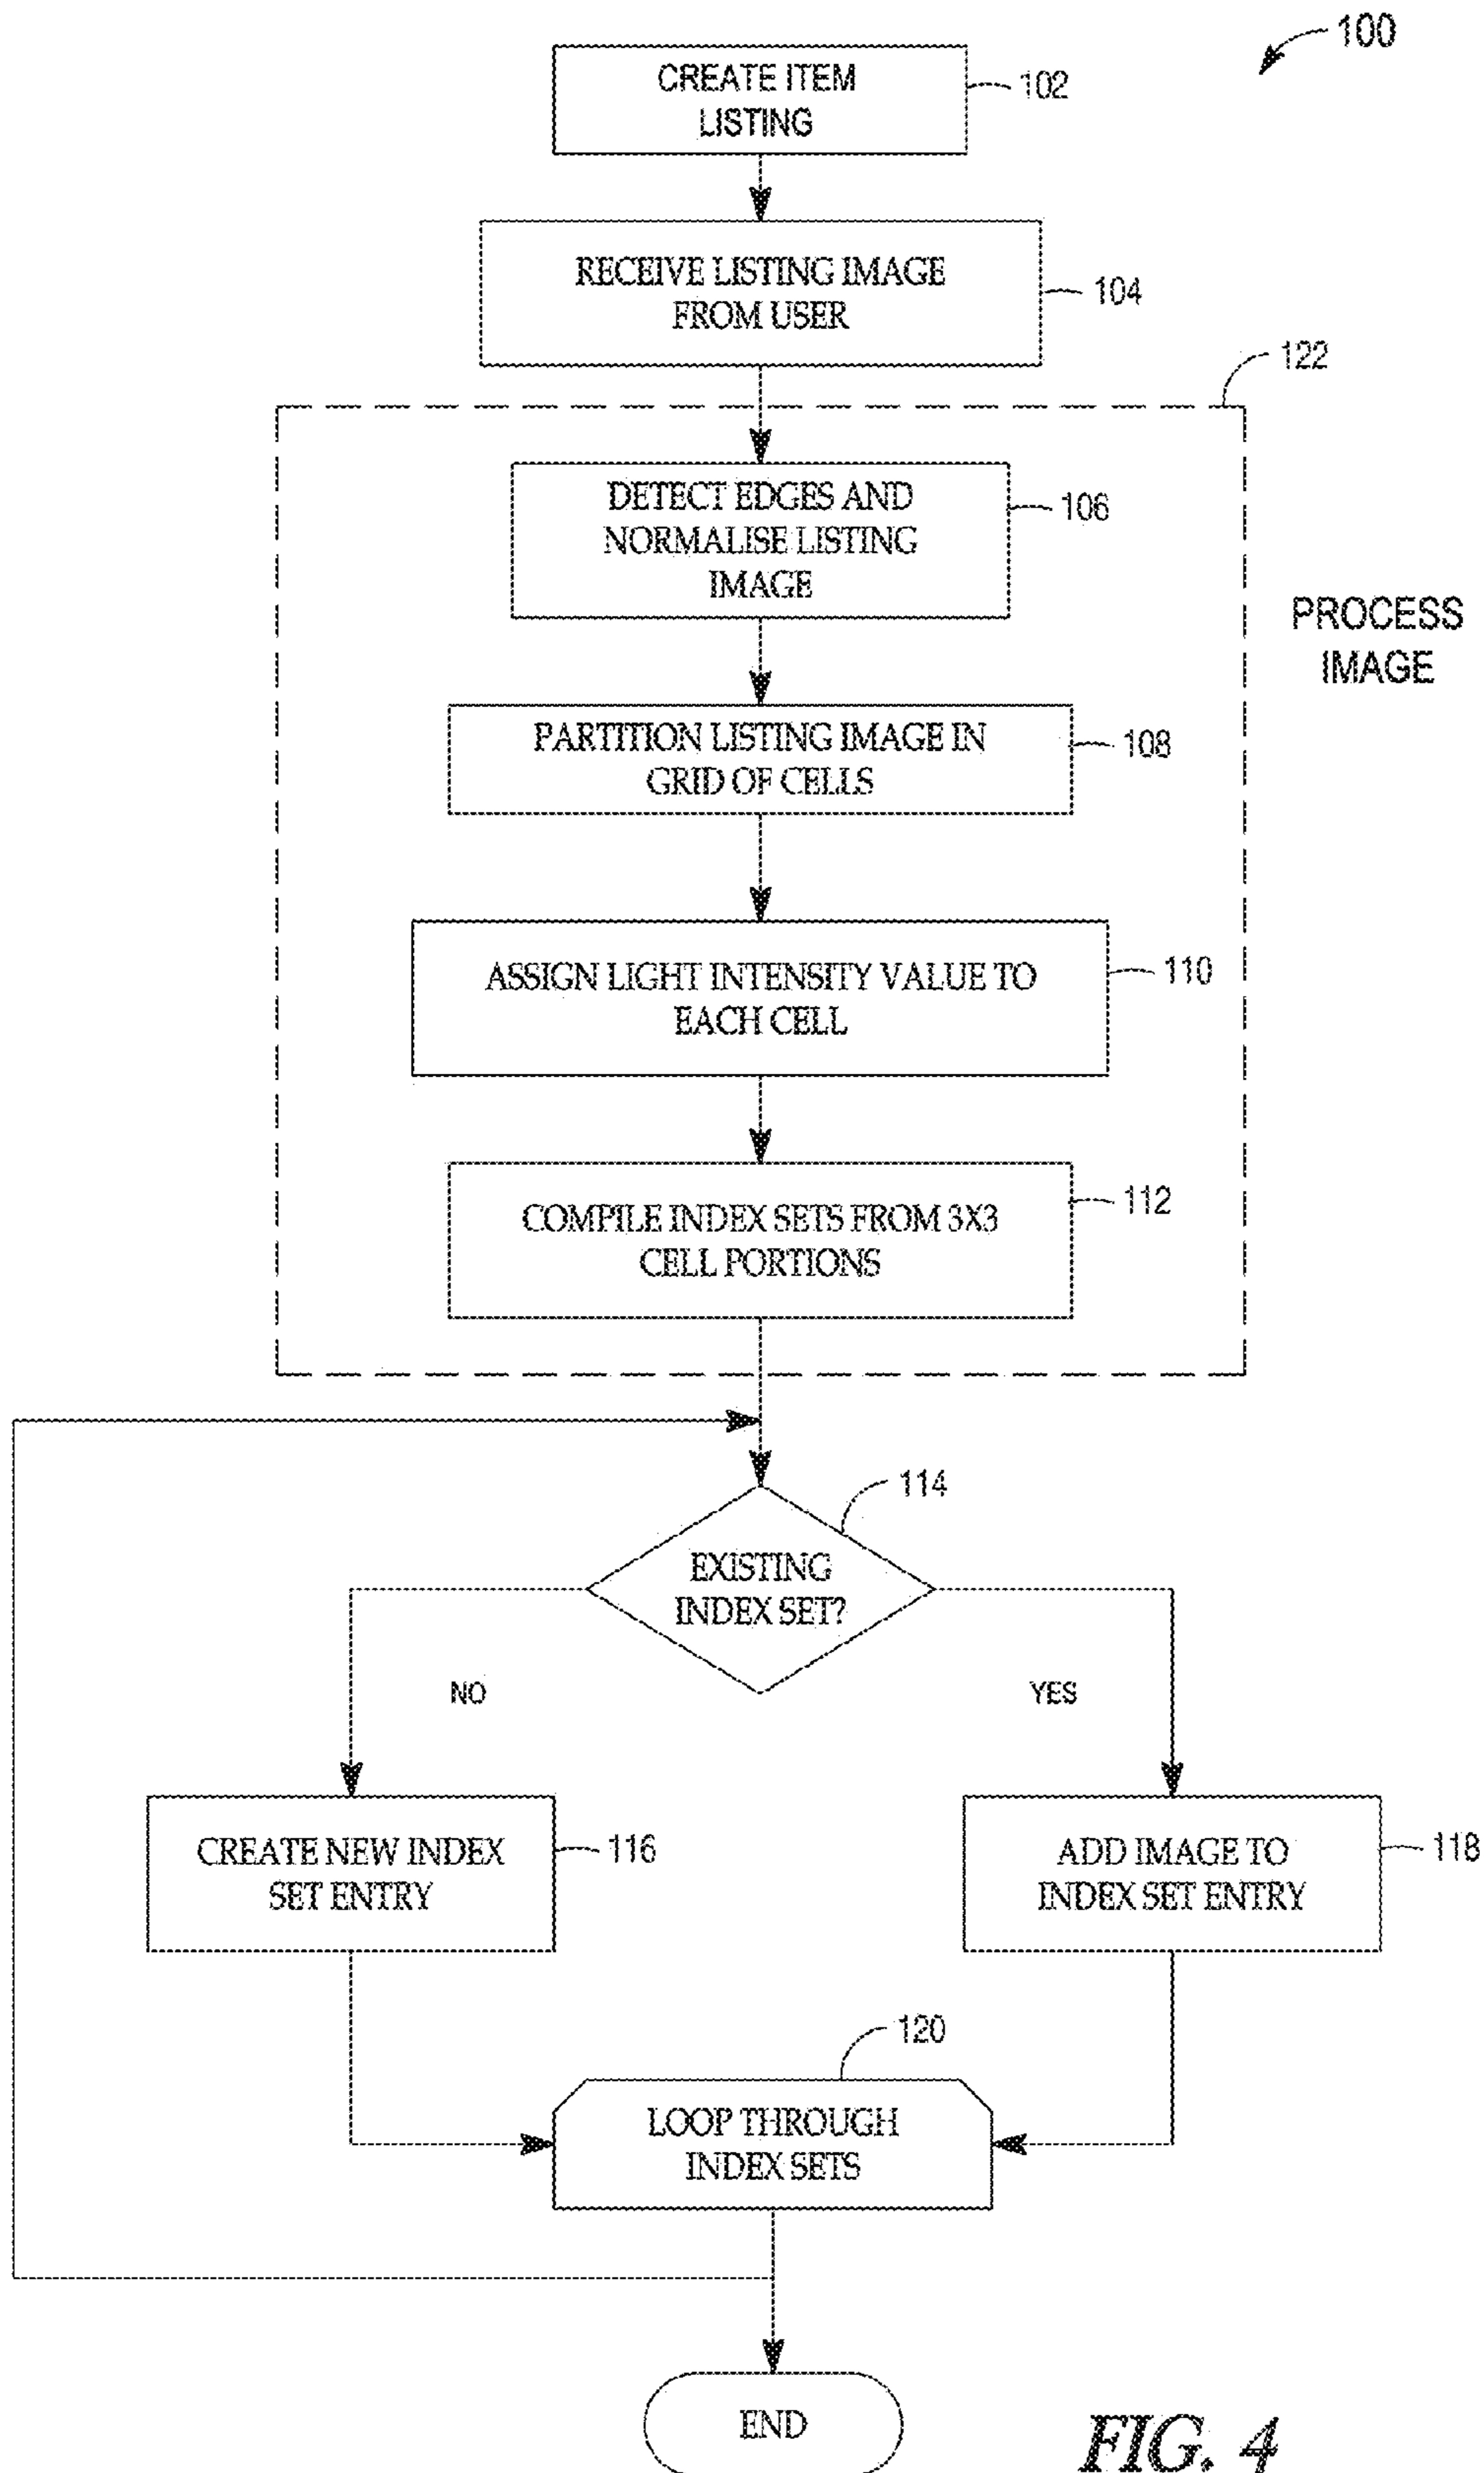 100
CREATE ITEM
LISTING
102
RECEIVE LISTING IMAGE
FROM USER
104
122
DETECT EDGES AND
NORMALISE LISTING
IMAGE
106
PROCESS
IMAGE
PARTITION LISTING IMAGE IN
GRID OF CELLS
108
ASSIGN LIGHT INTENSITY VALUE TO
EACH CELL
110
COMPILE INDEX SETS FROM 3X3
CELL PORTIONS
112
114
EXISTING
INDEX SET?
NO
YES
CREATE NEW INDEX
SET ENTRY
116
ADD IMAGE TO
INDEX SET ENTRY
118
120
LOOP THROUGH
INDEX SETS
END
FIG. 4